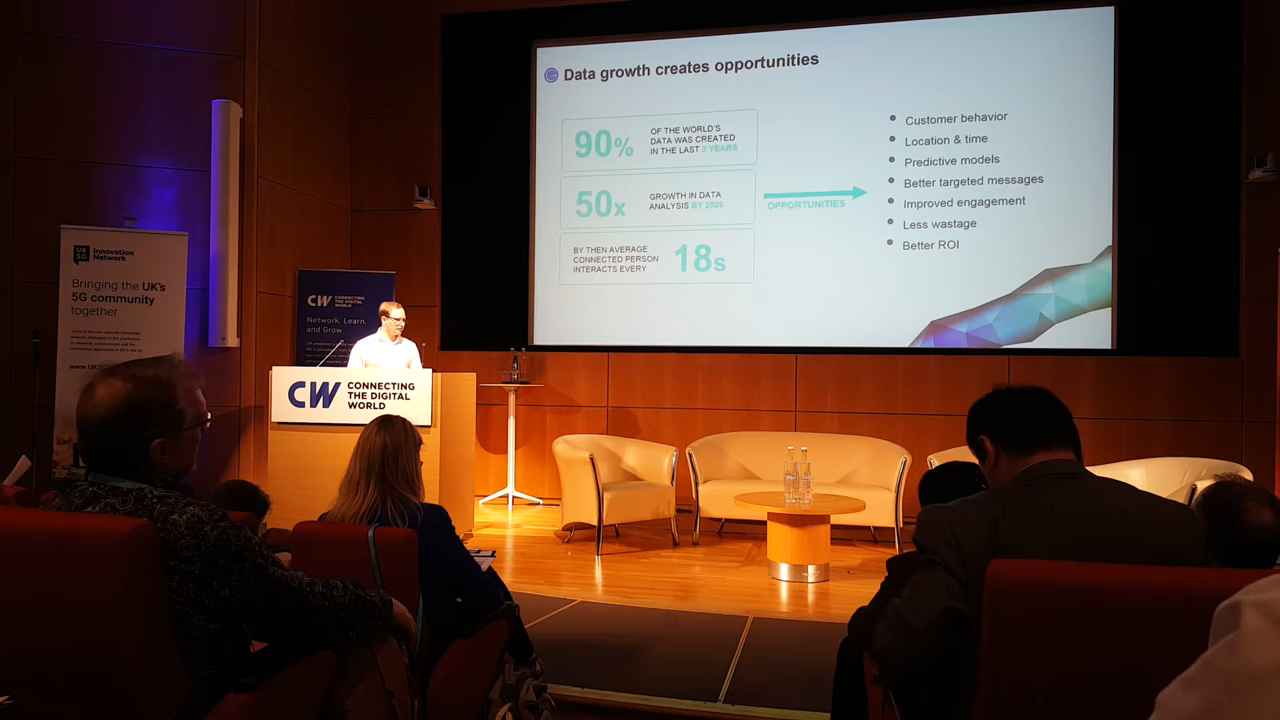 Data growth creates opportunities
90%
OF THE WORLD'S
DATA WAS CREATED
IN THE LAST 2 YEARS
50x
GROWTH IN DATA
ANALYSIS BY 2025
BY THEN AVERAGE
CONNECTED PERSON
INTERACTS EVERY
18s
OPPORTUNITIES
Customer behavior
Location & time
Predictive models
Better targeted messages
Improved engagement
Less wastage
Better ROI
UK
5G
Innovation
Network
Bringing the UK's
5G community
together
CW
CONNECTING
THE DIGITAL
WORLD
Network, Learn,
and Grow
CW
CONNECTING
THE DIGITAL
WORLD